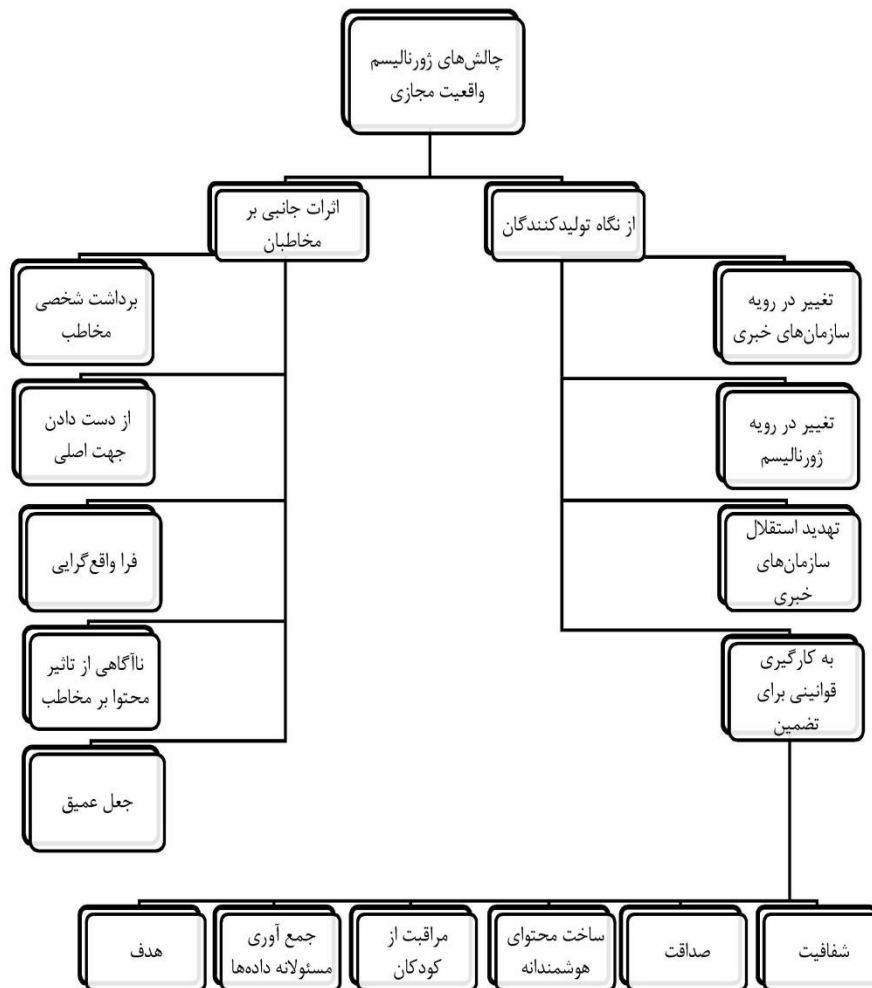 چالش‌های ژورنالیسم
واقعیت مجازی
از نگاه تولیدکنندگان
اثرات جانبی بر
مخاطبان
تغییر در رویه
سازمان‌های خبری
تغییر در رویه
ژورنالیسم
تهدید استقلال
سازمان‌های
خبری
به کارگیری
قوانینی برای
تضمین
شفافیت
صداقت
ساخت محتوای
هوشمندانه
مراقبت از
کودکان
جمع آوری
مسئولانه داده‌ها
هدف
برداشت شخصی
مخاطب
از دست دادن
جهت اصلی
فرا واقع‌گرایی
ناآگاهی از تاثیر
محتوا بر مخاطب
جعل عمیق